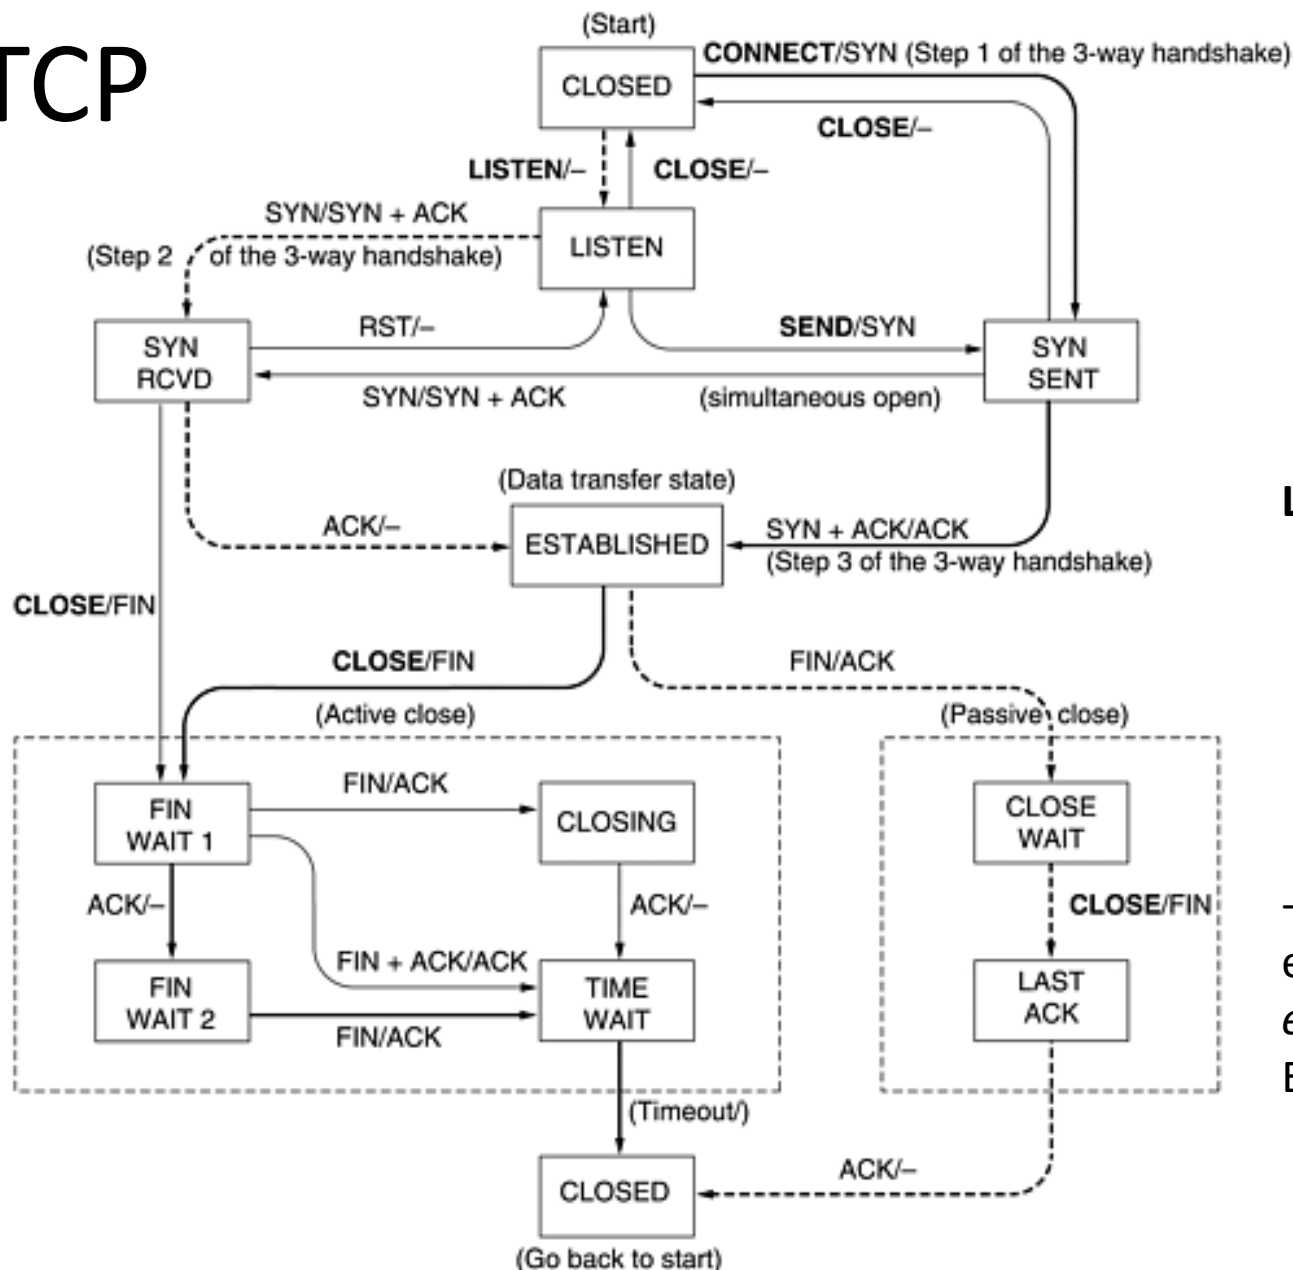 TCP
(Start)
CLOSED
CONNECT/SYN (Step 1 of the 3-way handshake)
CLOSE/–
LISTEN/–
CLOSE/–
SYN/SYN + ACK
(Step 2 of the 3-way handshake)
LISTEN
RST/–
SEND/SYN
SYN
RCVD
SYN
SENT
SYN/SYN + ACK
(simultaneous open)
(Data transfer state)
ACK/–
ESTABLISHED
SYN + ACK/ACK
(Step 3 of the 3-way handshake)
CLOSE/FIN
CLOSE/FIN
FIN/ACK
(Active close)
(Passive close)
FIN
WAIT 1
FIN/ACK
CLOSING
CLOSE
WAIT
ACK/–
ACK/–
CLOSE/FIN
FIN + ACK/ACK
FIN
WAIT 2
TIME
WAIT
LAST
ACK
FIN/ACK
(Timeout/)
CLOSED
ACK/–
(Go back to start)